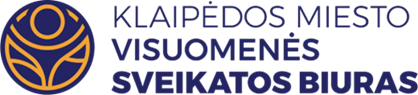 KLAIPĖDOS MIESTO
VISUOMENĖS
SVEIKATOS BIURAS